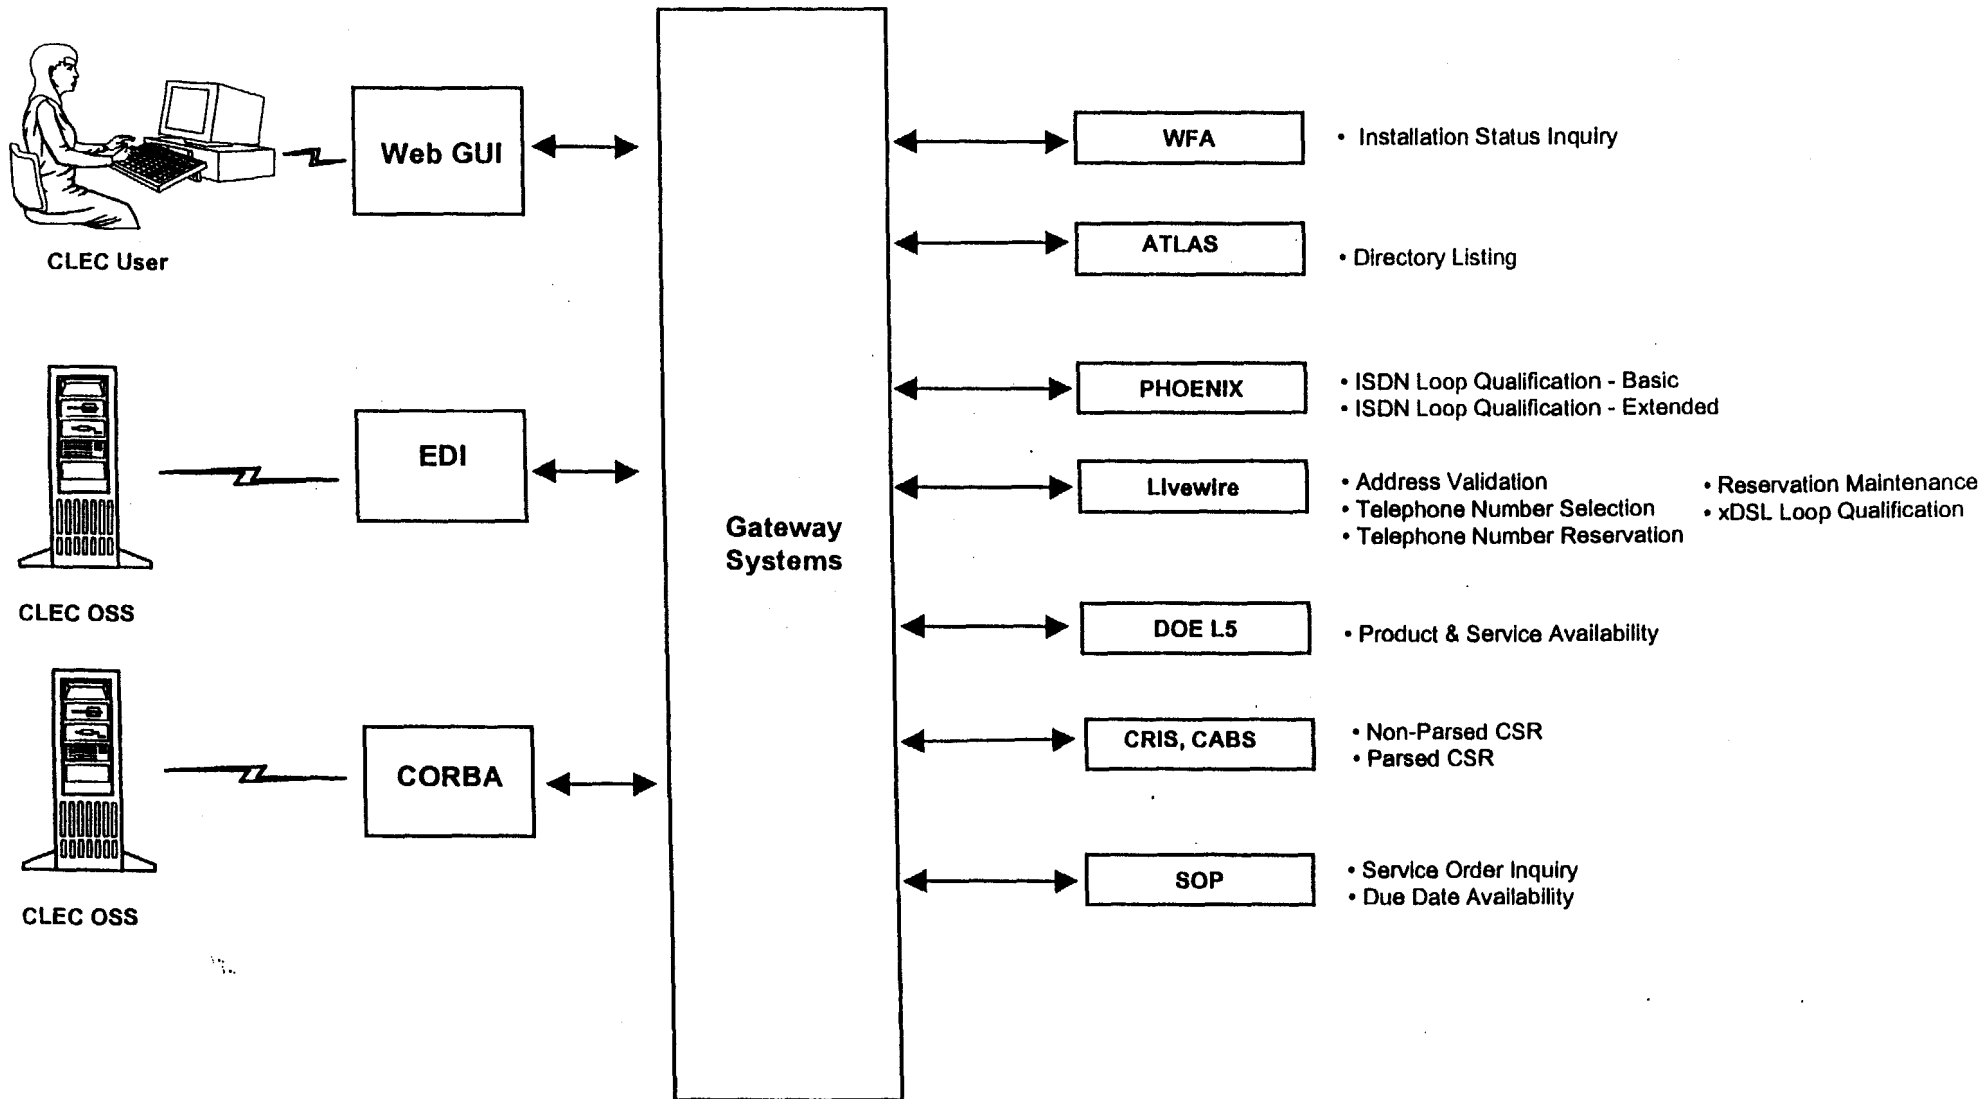 Web GUI
CLEC User
EDI
CLEC OSS
CORBA
CLEC OSS
Gateway
Systems
WFA
• Installation Status Inquiry
ATLAS
• Directory Listing
PHOENIX
• ISDN Loop Qualification - Basic
• ISDN Loop Qualification - Extended
Livewire
• Address Validation
• Telephone Number Selection
• Telephone Number Reservation
• Reservation Maintenance
• xDSL Loop Qualification
DOE L5
• Product & Service Availability
CRIS, CABS
• Non-Parsed CSR
• Parsed CSR
SOP
• Service Order Inquiry
• Due Date Availability